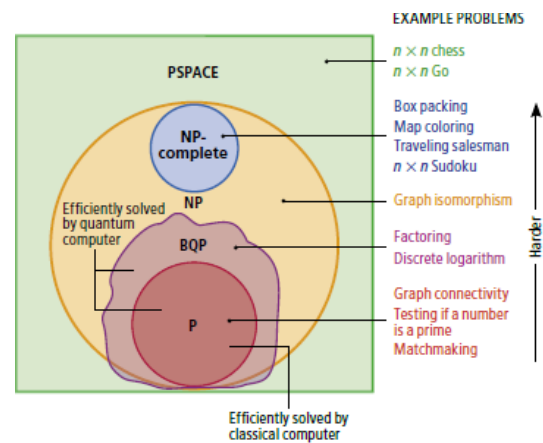 EXAMPLE PROBLEMS
n × n chess
n × n Go
PSPACE
Box packing
Map coloring
Traveling salesman
n × n Sudoku
NP-
complete
NP
Graph isomorphism
Efficiently solved
by quantum
computer
BQP
Factoring
Discrete logarithm
Harder
P
Graph connectivity
Testing if a number
is a prime
Matchmaking
Efficiently solved by
classical computer